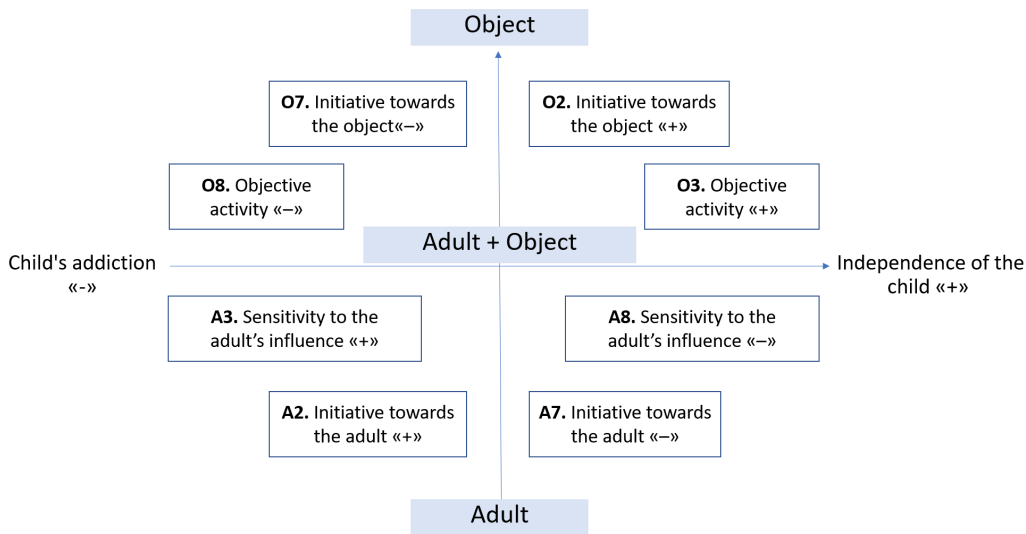 Object
O7. Initiative towards
the object«–»
O2. Initiative towards
the object «+»
O8. Objective
activity «–»
O3. Objective
activity «+»
Adult + Object
Child's addiction
«-»
Independence of the
child «+»
A3. Sensitivity to the
adult’s influence «+»
A8. Sensitivity to the
adult’s influence «–»
A2. Initiative towards
the adult «+»
A7. Initiative towards
the adult «–»
Adult